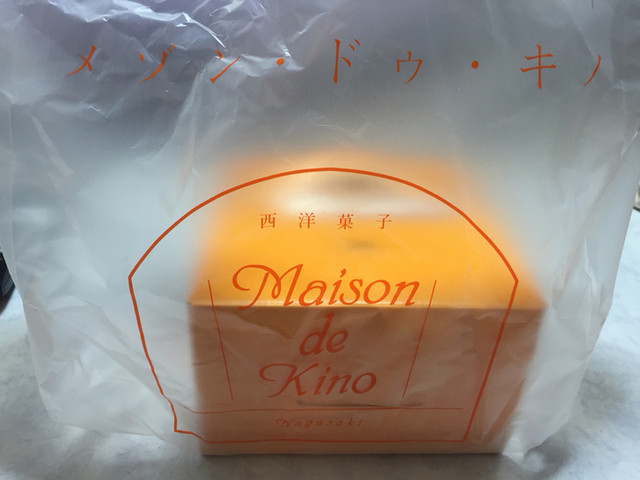 メゾン・ドゥ・キノ
西洋菓子
Maison
de
Kino
Nagasaki